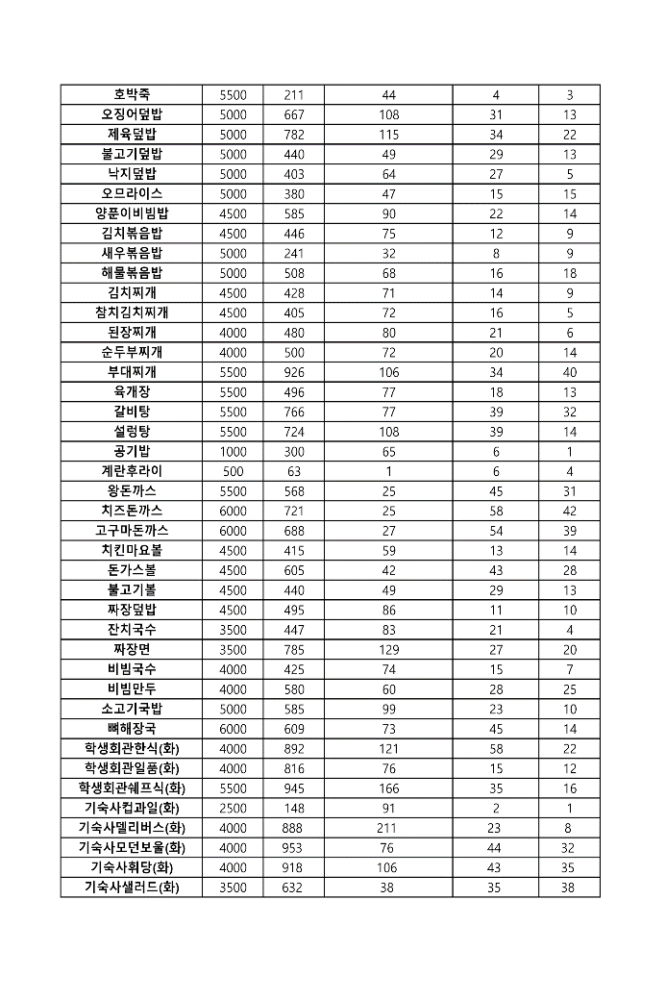 호박죽 5500 211 44 4 3
오징어덮밥 5000 667 108 31 13
제육덮밥 5000 782 115 34 22
불고기덮밥 5000 440 49 29 13
낙지덮밥 5000 403 64 27 5
오므라이스 5000 380 47 15 15
양푼이비빔밥 4500 585 90 22 14
김치볶음밥 4500 446 75 12 9
새우볶음밥 5000 241 32 8 9
해물볶음밥 5000 508 68 16 18
김치찌개 4500 428 71 14 9
참치김치찌개 4500 405 72 16 5
된장찌개 4000 480 80 21 6
순두부찌개 4000 500 72 20 14
부대찌개 5500 926 106 34 40
육개장 5500 496 77 18 13
갈비탕 5500 766 77 39 32
설렁탕 5500 724 108 39 14
공기밥 1000 300 65 6 1
계란후라이 500 63 1 6 4
왕돈까스 5500 568 25 45 31
치즈돈까스 6000 721 25 58 42
고구마돈까스 6000 688 27 54 39
치킨마요볼 4500 415 59 13 14
돈가스볼 4500 605 42 43 28
불고기볼 4500 440 49 29 13
짜장덮밥 4500 495 86 11 10
잔치국수 3500 447 83 21 4
짜장면 3500 785 129 27 20
비빔국수 4000 425 74 15 7
비빔만두 4000 580 60 28 25
소고기국밥 5000 585 99 23 10
뼈해장국 6000 609 73 45 14
학생회관한식(화) 4000 892 121 58 22
학생회관일품(화) 4000 816 76 15 12
학생회관쉐프식(화) 5500 945 166 35 16
기숙사컵과일(화) 2500 148 91 2 1
기숙사델리버스(화) 4000 888 211 23 8
기숙사모던보울(화) 4000 953 76 44 32
기숙사휘당(화) 4000 918 106 43 35
기숙사샐러드(화) 3500 632 38 35 38